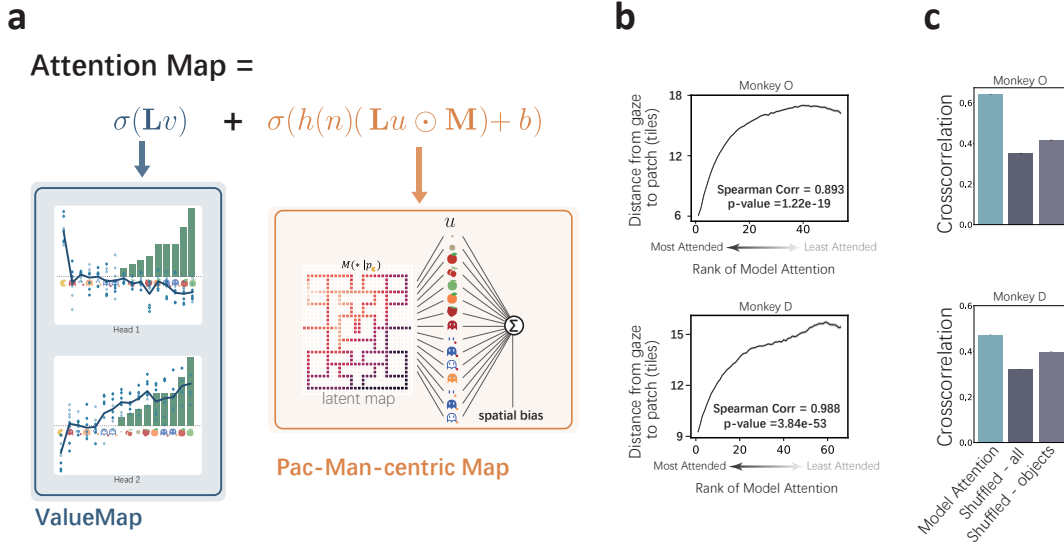 a
Attention Map =
σ(Lv) + σ(h(n)( Lu ⊙ M)+ b)
Head 1
Head 2
ValueMap
u
latent map
Σ
spatial bias
Pac-Man-centric Map
b
Monkey O
Distance from gaze
to patch (tiles)
18
12
6
Spearman Corr = 0.893
p-value =1.22e-19
20
40
Most Attended
Least Attended
Rank of Model Attention
Monkey D
Distance from gaze
to patch (tiles)
15
12
9
Spearman Corr = 0.988
p-value =3.84e-53
20
40
60
Most Attended
Least Attended
Rank of Model Attention
c
Monkey O
Crosscorrelation
0,6
0.4
0,2
0.0
Monkey D
Crosscorrelation
0.6
0.4
0.2
0.0
Model Attention
Shuffled - all
Shuffled - objects